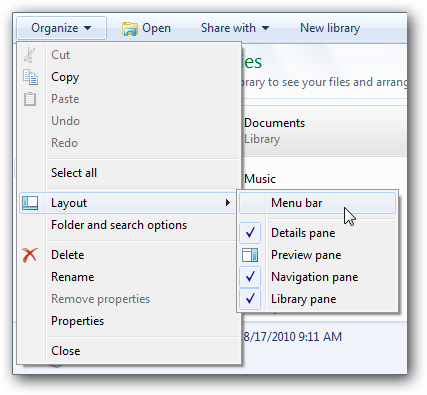 Organize Open Share with New library
Cut
Copy
Paste
Undo
Redo
Select all
Layout
Folder and search options
Delete
Rename
Remove properties
Properties
Close
es
rary to see your files and arrang
Documents
Library
Music
Menu bar
Details pane
Preview pane
Navigation pane
Library pane
8/17/2010 9:11 AM